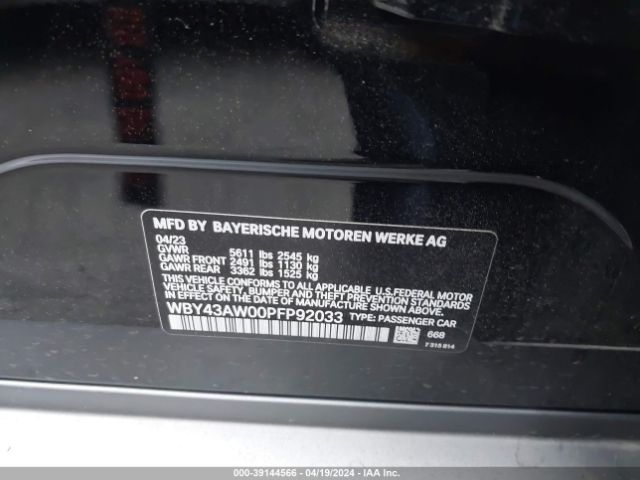 MFD BY BAYERISCHE MOTOREN WERKE AG
04/23
GVWR 5611 lbs 2545 kg
GAWR FRONT 2491 lbs 1130 kg
GAWR REAR 3362 lbs 1525 kg
THIS VEHICLE CONFORMS TO ALL APPLICABLE U.S.FEDERAL MOTOR
VEHICLE SAFETY, BUMPER, AND THEFT PREVENTION STANDARDS
IN EFFECT ON THE DATE OF MANUFACTURE SHOWN ABOVE.
WBY43AW00PFP92033 TYPE: PASSENGER CAR
668
7 315 814
000-39144566 - 04/19/2024 - IAAI.COM